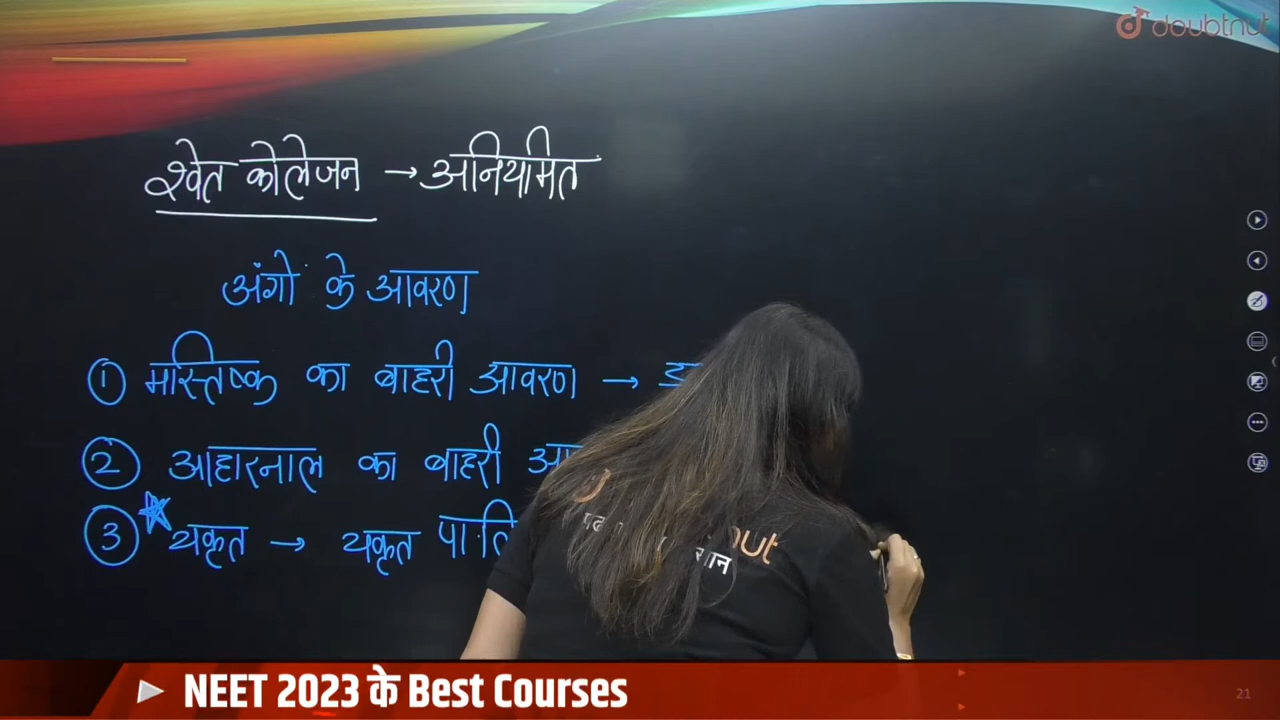 doubtnut
श्वेत कोलेजन → अनियमित
अंगो के आवरण
① मस्तिष्क का बाहरी आवरण →
② आहारनाल का बाहरी
③ यकृत → यकृत
NEET 2023 के Best Courses
21